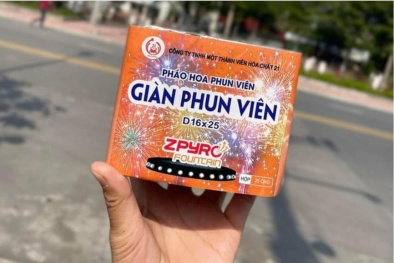 CÔNG TY TNHH MỘT THÀNH VIÊN HÓA CHẤT 21
PHÁO HOA PHUN VIÊN
GIÀN PHUN VIÊN
D16x25
ZPYRO
FOUNTAIN
HỘP